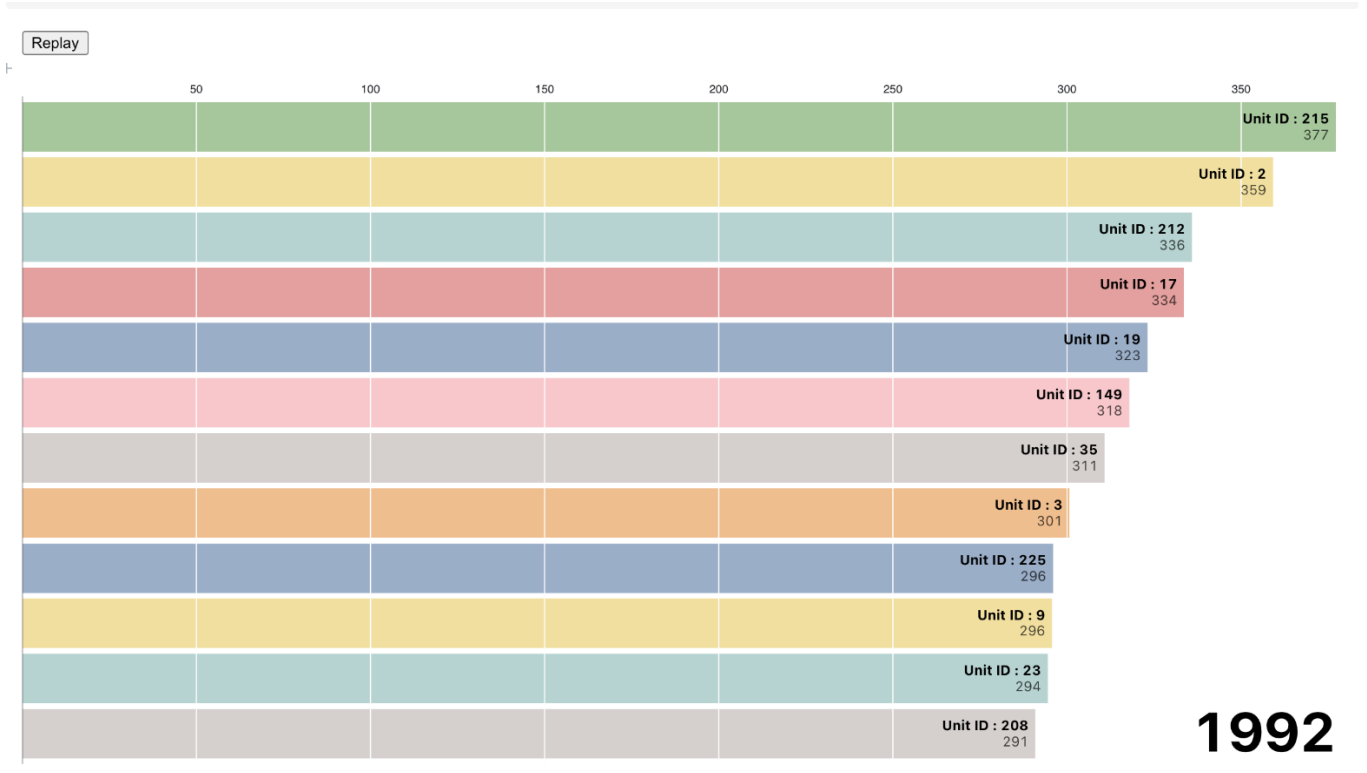 Replay
50 100 150 200 250 300 350
Unit ID : 215
377
Unit ID : 2
359
Unit ID : 212
336
Unit ID : 17
334
Unit ID : 19
323
Unit ID : 149
318
Unit ID : 35
311
Unit ID : 3
301
Unit ID : 225
296
Unit ID : 9
296
Unit ID : 23
294
Unit ID : 208
291
1992